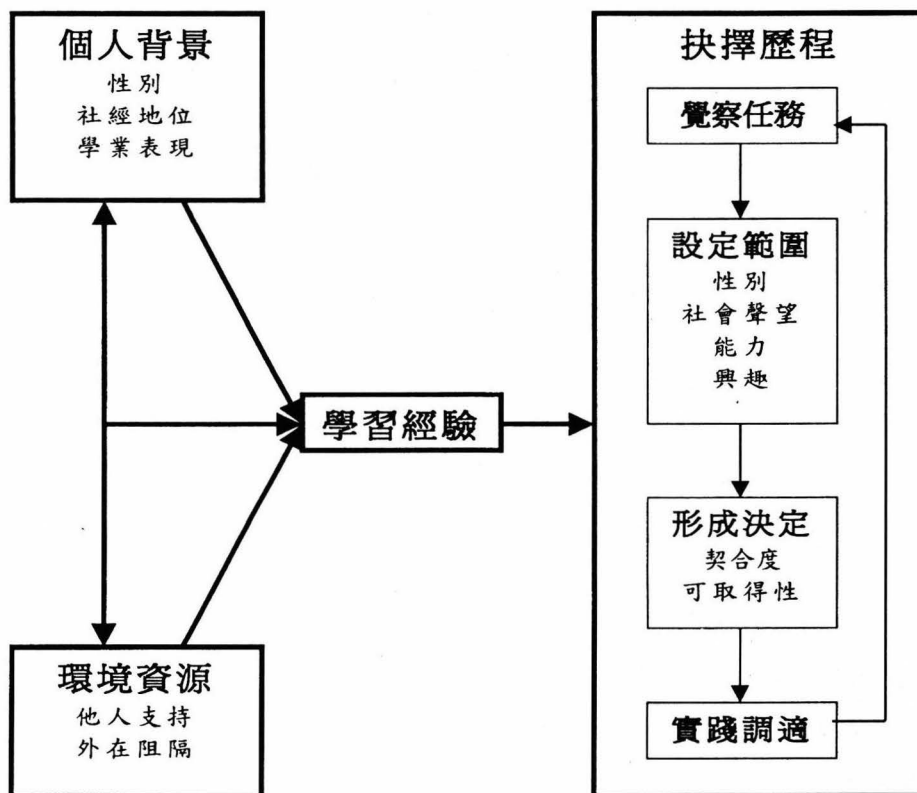 個人背景
性別
社經地位
學業表現
環境資源
他人支持
外在阻隔
學習經驗
抉擇歷程
覺察任務
設定範圍
性別
社會聲望
能力
興趣
形成決定
契合度
可取得性
實踐調適